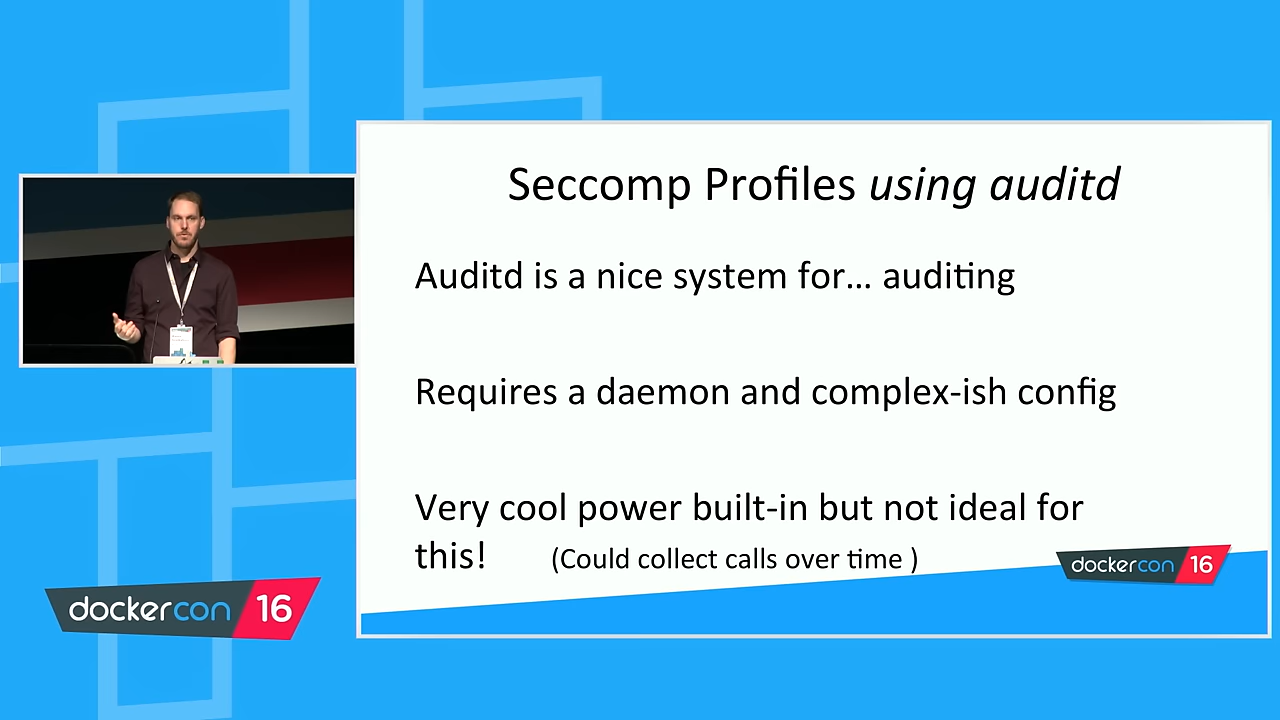 Seccomp Profiles using auditd
Auditd is a nice system for... auditing
Requires a daemon and complex-ish config
Very cool power built-in but not ideal for
this! (Could collect calls over time )
dockercon 16
dockercon 16